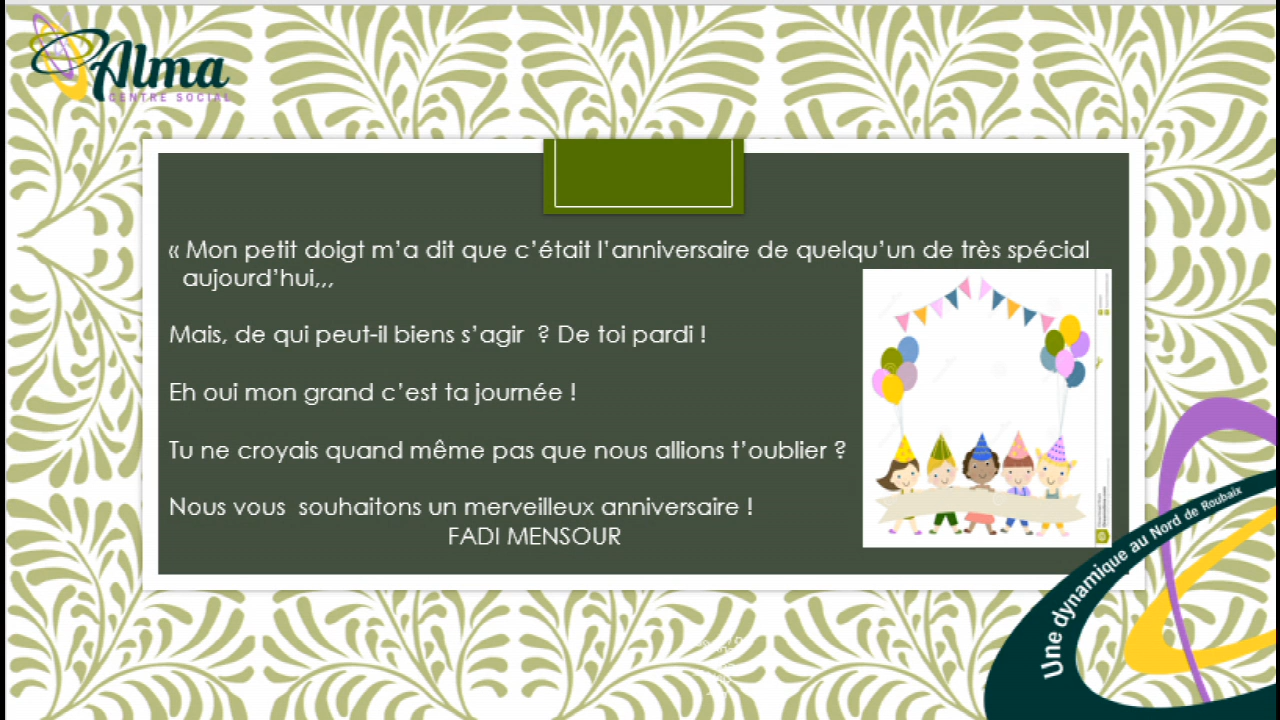 Alma
CENTRE SOCIAL
« Mon petit doigt m’a dit que c’était l’anniversaire de quelqu’un de très spécial
aujourd’hui,,,
Mais, de qui peut-il biens s’agir ? De toi pardi !
Eh oui mon grand c’est ta journée !
Tu ne croyais quand même pas que nous allions t’oublier ?
Nous vous souhaitons un merveilleux anniversaire !
FADI MENSOUR
Une dynamique au Nord de Roubaix